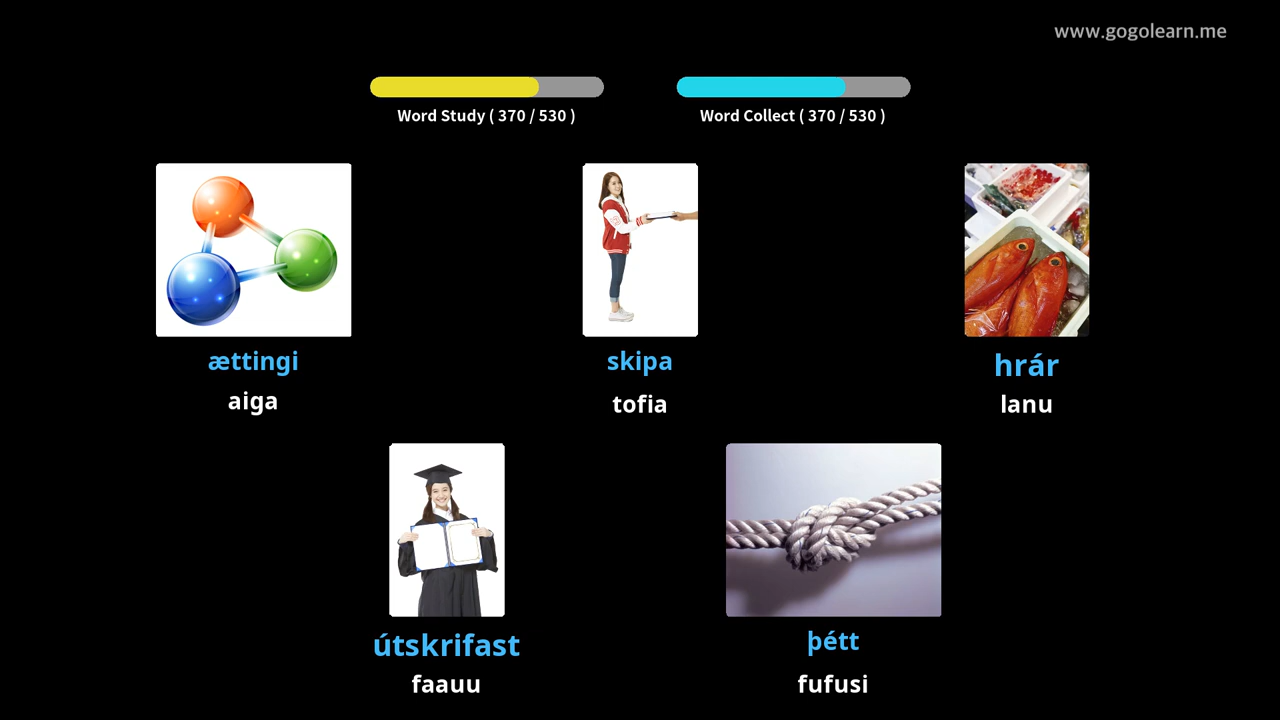 www.gogolearn.me
Word Study ( 370 / 530 )
Word Collect ( 370 / 530 )
ættingi
aiga
skipa
tofia
hrár
lanu
útskrifast
faauu
þétt
fufusi